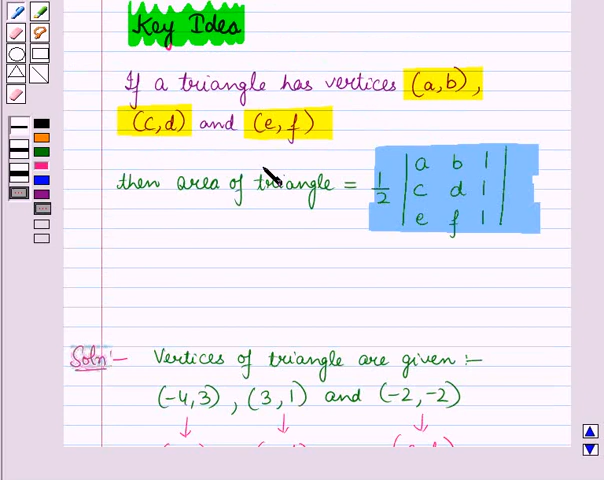 Key Idea
If a triangle has vertices (a,b),
(c,d) and (e,f)
then area of triangle = 1/2 | a b 1 |
| c d 1 |
| e f 1 |
Soln:- Vertices of triangle are given:-
(-4,3), (3,1) and (-2,-2)